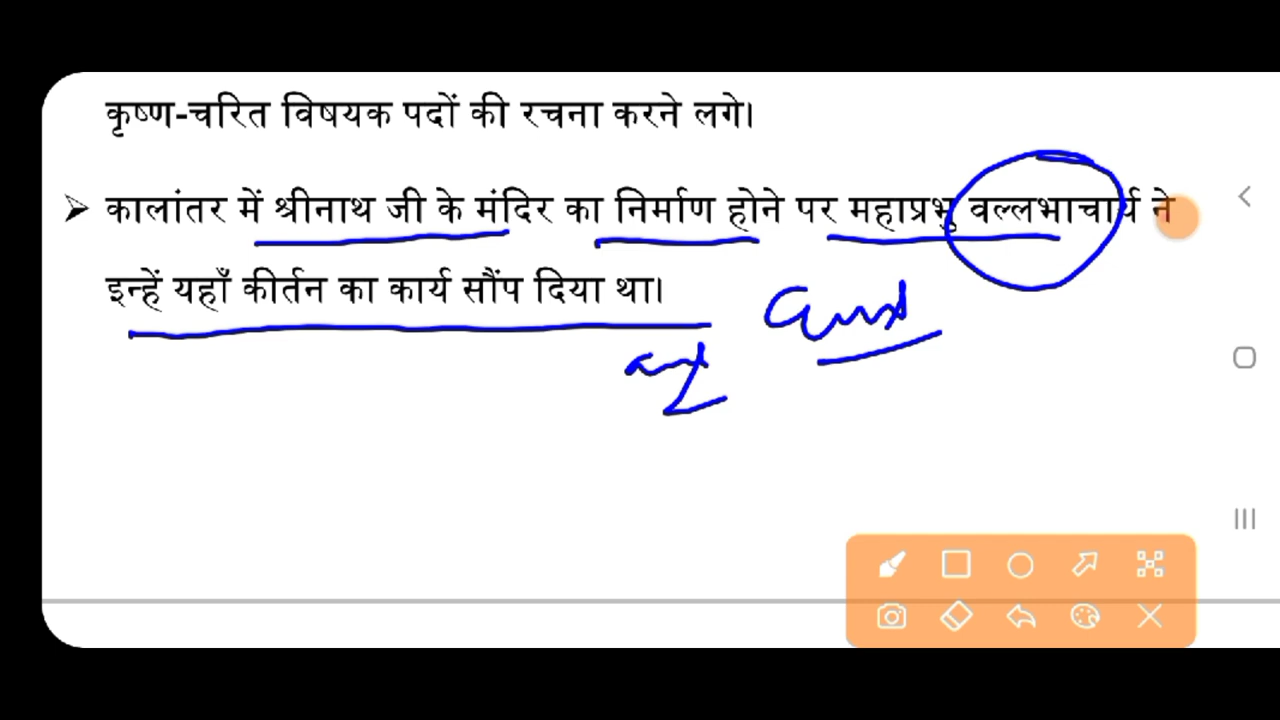 कृष्ण-चरित विषयक पदों की रचना करने लगे।
➢ कालांतर में श्रीनाथ जी के मंदिर का निर्माण होने पर महाप्रभु वल्लभाचार्य ने
इन्हें यहाँ कीर्तन का कार्य सौंप दिया था।